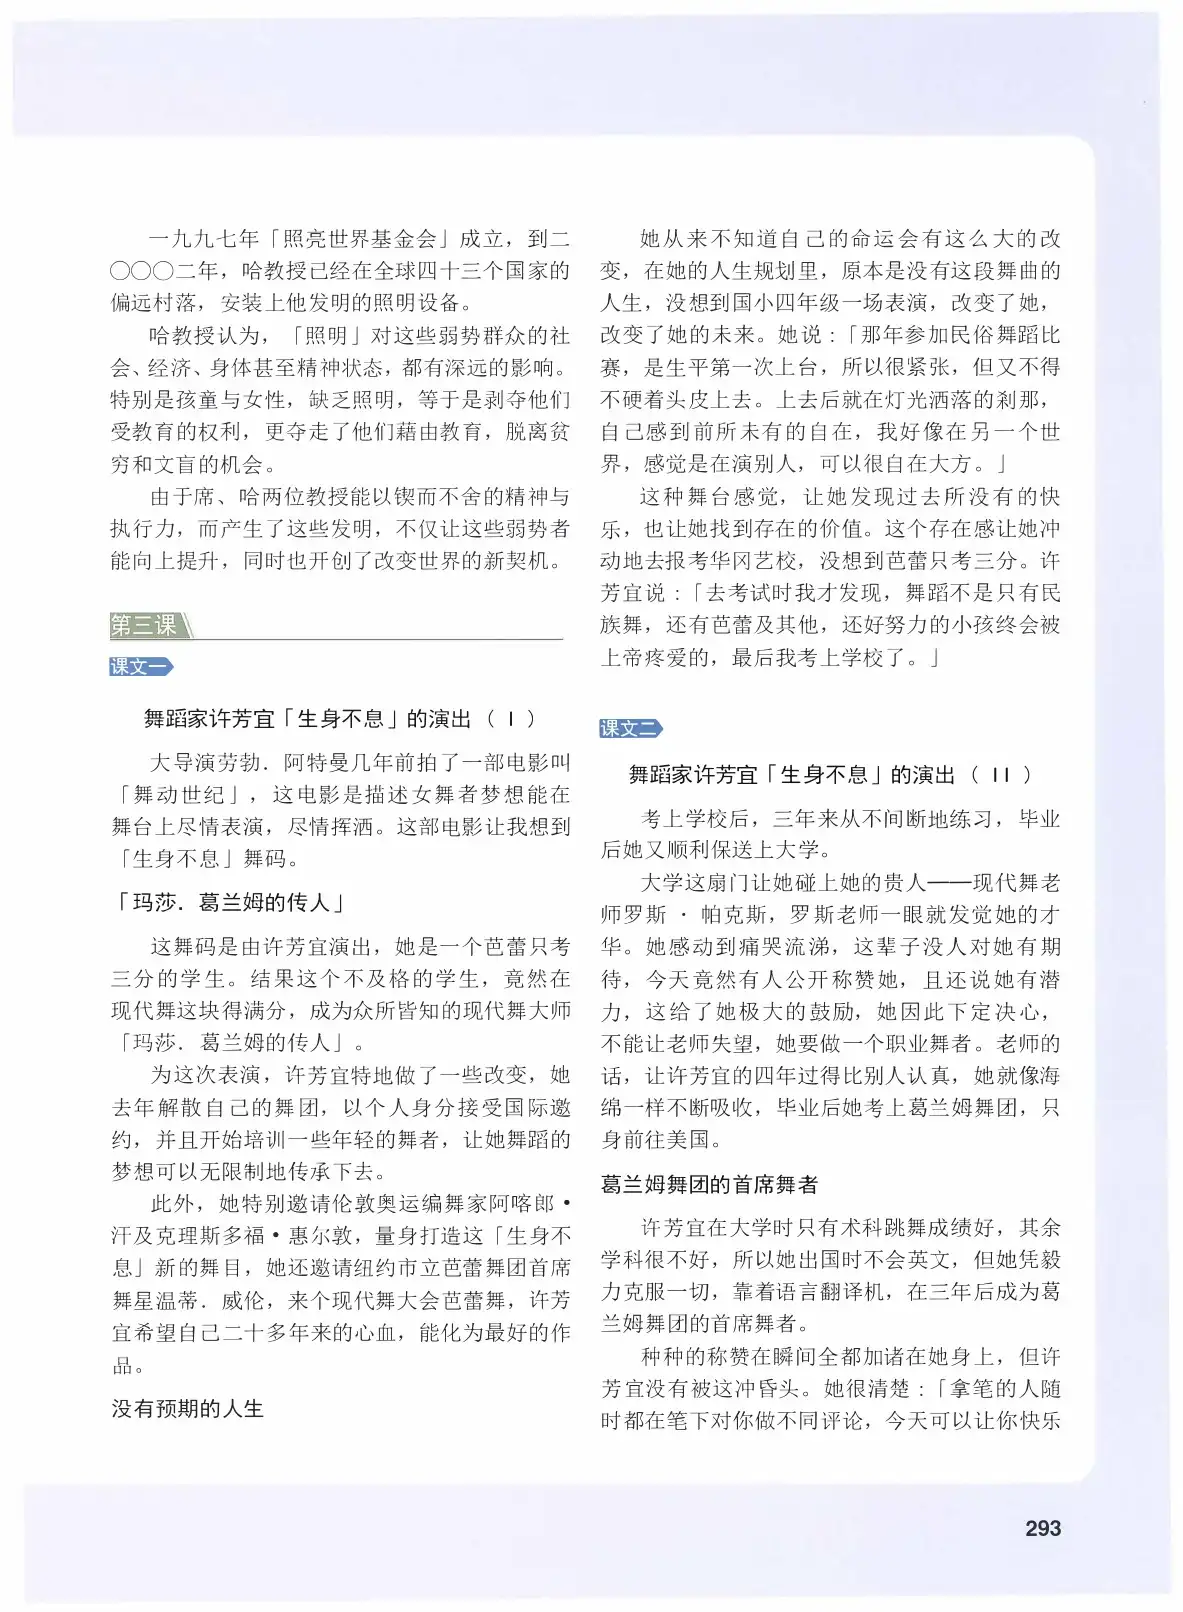 一九九七年「照亮世界基金会」成立，到二
〇〇〇二年，哈教授已经在全球四十三个国家的
偏远村落，安装上他发明的照明设备。
哈教授认为，「照明」对这些弱势群众的社
会、经济、身体甚至精神状态，都有深远的影响。
特别是孩童与女性，缺乏照明，等于是剥夺他们
受教育的权利，更夺走了他们藉由教育，脱离贫
穷和文盲的机会。
由于席、哈两位教授能以锲而不舍的精神与
执行力，而产生了这些发明，不仅让这些弱势者
能向上提升，同时也开创了改变世界的新契机。
第三课
课文一
舞蹈家许芳宜「生身不息」的演出（ I ）
大导演劳勃．阿特曼几年前拍了一部电影叫
「舞动世纪」，这电影是描述女舞者梦想能在
舞台上尽情表演，尽情挥洒。这部电影让我想到
「生身不息」舞码。
「玛莎．葛兰姆的传人」
这舞码是由许芳宜演出，她是一个芭蕾只考
三分的学生。结果这个不及格的学生，竟然在
现代舞这块得满分，成为众所皆知的现代舞大师
「玛莎．葛兰姆的传人」。
为这次表演，许芳宜特地做了一些改变，她
去年解散自己的舞团，以个人身分接受国际邀
约，并且开始培训一些年轻的舞者，让她舞蹈的
梦想可以无限制地传承下去。
此外，她特别邀请伦敦奥运编舞家阿喀郎·
汗及克理斯多福·惠尔敦，量身打造这「生身不
息」新的舞目，她还邀请纽约市立芭蕾舞团首席
舞星温蒂．威伦，来个现代舞大会芭蕾舞，许芳
宜希望自己二十多年来的心血，能化为最好的作
品。
没有预期的人生
她从来不知道自己的命运会有这么大的改
变，在她的人生规划里，原本是没有这段舞曲的
人生，没想到国小四年级一场表演，改变了她，
改变了她的未来。她说：「那年参加民俗舞蹈比
赛，是生平第一次上台，所以很紧张，但又不得
不硬着头皮上去。上去后就在灯光洒落的刹那，
自己感到前所未有的自在，我好像在另一个世
界，感觉是在演别人，可以很自在大方。」
这种舞台感觉，让她发现过去所没有的快
乐，也让她找到存在的价值。这个存在感让她冲
动地去报考华冈艺校，没想到芭蕾只考三分。许
芳宜说：「去考试时我才发现，舞蹈不是只有民
族舞，还有芭蕾及其他，还好努力的小孩终会被
上帝疼爱的，最后我考上学校了。」
课文二
舞蹈家许芳宜「生身不息」的演出（ II ）
考上学校后，三年来从不间断地练习，毕业
后她又顺利保送上大学。
大学这扇门让她碰上她的贵人——现代舞老
师罗斯 · 帕克斯，罗斯老师一眼就发觉她的才
华。她感动到痛哭流涕，这辈子没人对她有期
待，今天竟然有人公开称赞她，且还说她有潜
力，这给了她极大的鼓励，她因此下定决心，
不能让老师失望，她要做一个职业舞者。老师的
话，让许芳宜的四年过得比别人认真，她就像海
绵一样不断吸收，毕业后她考上葛兰姆舞团，只
身前往美国。
葛兰姆舞团的首席舞者
许芳宜在大学时只有术科跳舞成绩好，其余
学科很不好，所以她出国时不会英文，但她凭毅
力克服一切，靠着语言翻译机，在三年后成为葛
兰姆舞团的首席舞者。
种种的称赞在瞬间全都加诸在她身上，但许
芳宜没有被这冲昏头。她很清楚：「拿笔的人随
时都在笔下对你做不同评论，今天可以让你快乐
293